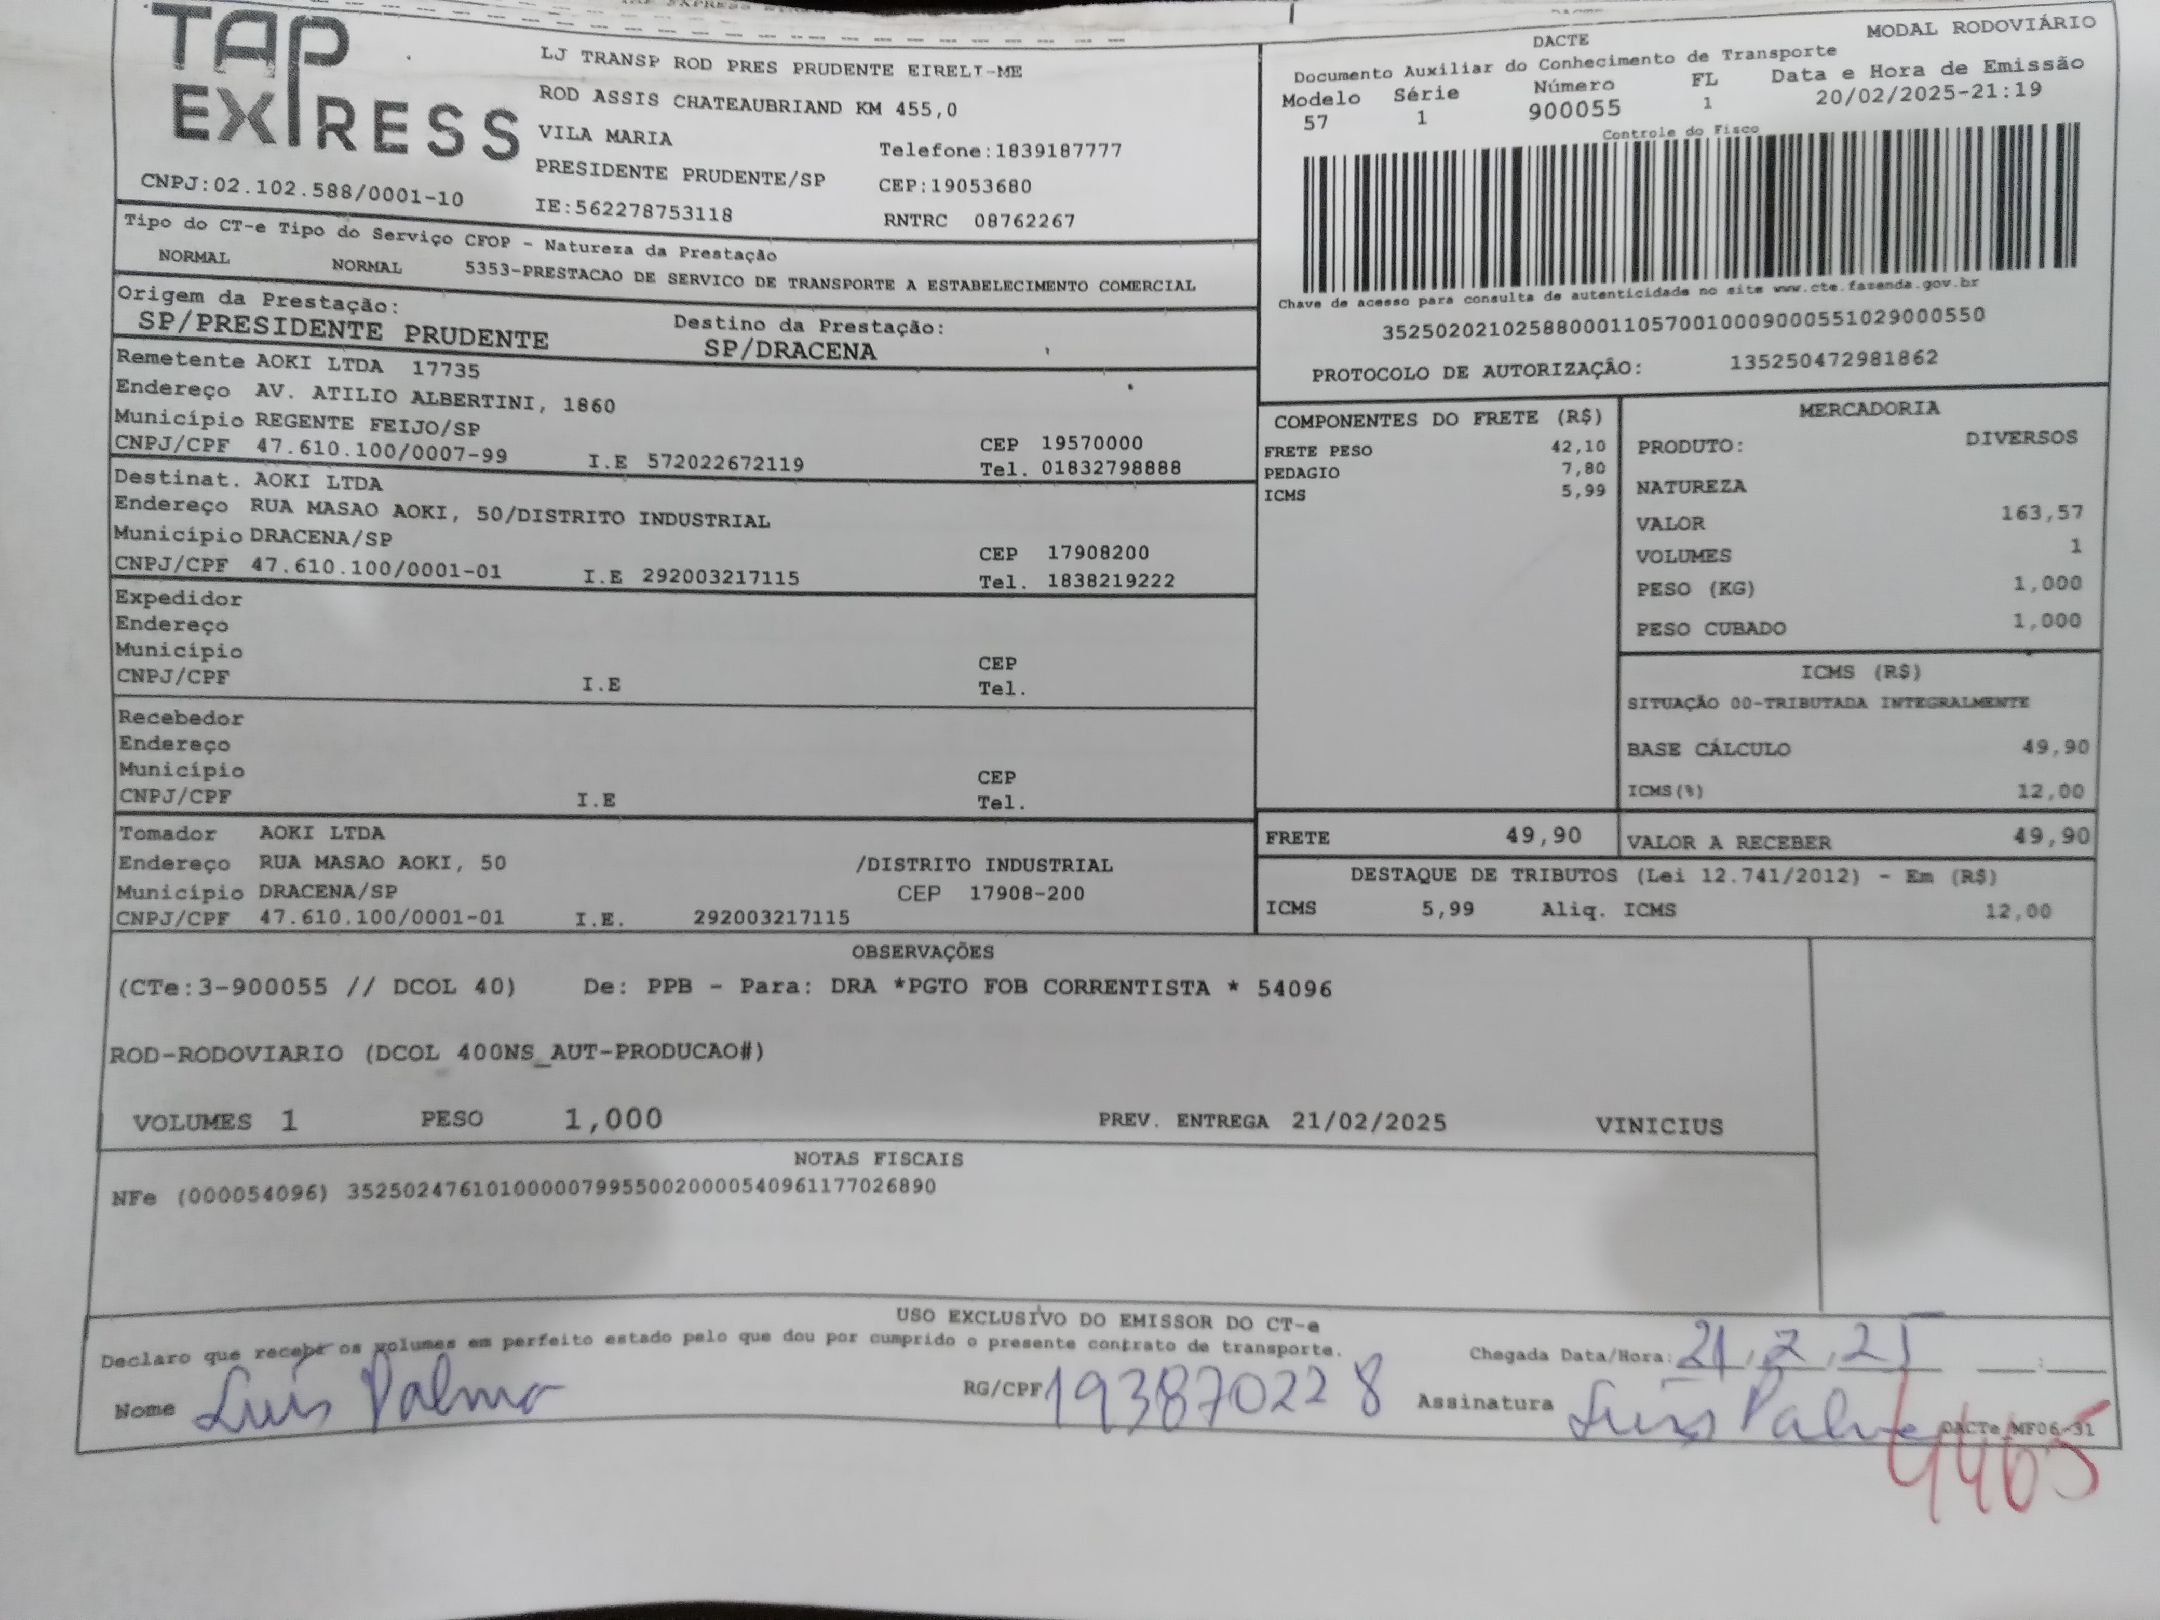 TAP
EXPRESS
CNPJ:02.102.588/0001-10
LJ TRANSP ROD PRES PRUDENTE EIRELI-ME
ROD ASSIS CHATEAUBRIAND KM 455,0
VILA MARIA
Telefone:1839187777
PRESIDENTE PRUDENTE/SP CEP:19053680
IE:562278753118 RNTRC 08762267
DACTE MODAL RODOVIÁRIO
Documento Auxiliar do Conhecimento de Transporte
Modelo Série Número FL Data e Hora de Emissão
57 1 900055 1 20/02/2025-21:19
Controle do Fisco
Chave de acesso para consulta de autenticidade no site www.cte.fazenda.gov.br
35250202102588000110570010009000551029000550
PROTOCOLO DE AUTORIZAÇÂO: 135250472981862
Tipo do CT-e Tipo do Serviço CFOP - Natureza da Prestação
NORMAL NORMAL 5353-PRESTACAO DE SERVICO DE TRANSPORTE A ESTABELECIMENTO COMERCIAL
Origem da Prestação: Destino da Prestação:
SP/PRESIDENTE PRUDENTE SP/DRACENA
Remetente AOKI LTDA 17735
Endereço AV. ATILIO ALBERTINI, 1860
Município REGENTE FEIJO/SP CEP 19570000
CNPJ/CPF 47.610.100/0007-99 I.E 572022672119 Tel. 01832798888
Destinat. AOKI LTDA
Endereço RUA MASAO AOKI, 50/DISTRITO INDUSTRIAL
Município DRACENA/SP CEP 17908200
CNPJ/CPF 47.610.100/0001-01 I.E 292003217115 Tel. 1838219222
Expedidor
Endereço
Município CEP
CNPJ/CPF I.E Tel.
Recebedor
Endereço
Município CEP
CNPJ/CPF I.E Tel.
Tomador AOKI LTDA
Endereço RUA MASAO AOKI, 50 /DISTRITO INDUSTRIAL
Município DRACENA/SP CEP 17908-200
CNPJ/CPF 47.610.100/0001-01 I.E. 292003217115
COMPONENTES DO FRETE (R$)
FRETE PESO 42,10
PEDAGIO 7,80
ICMS 5,99
MERCADORIA
PRODUTO: DIVERSOS
NATUREZA
VALOR 163,57
VOLUMES 1
PESO (KG) 1,000
PESO CUBADO 1,000
ICMS (R$)
SITUAÇÃO 00-TRIBUTADA INTEGRALMENTE
BASE CÁLCULO 49,90
ICMS(%) 12,00
FRETE 49,90 VALOR A RECEBER 49,90
DESTAQUE DE TRIBUTOS (Lei 12.741/2012) - Em (R$)
ICMS 5,99 Aliq. ICMS 12,00
OBSERVAÇÕES
(CTe:3-900055 // DCOL 40) De: PPB - Para: DRA *PGTO FOB CORRENTISTA * 54096
ROD-RODOVIARIO (DCOL 400NS_AUT-PRODUCAO#)
VOLUMES 1 PESO 1,000 PREV. ENTREGA 21/02/2025 VINICIUS
NOTAS FISCAIS
NFe (000054096) 35250247610100000799550020000540961177026890
USO EXCLUSIVO DO EMISSOR DO CT-e
Declaro que recebi os volumes em perfeito estado pelo que dou por cumprido o presente contrato de transporte. Chegada Data/Hora: 21,2,25
Nome Luis Palma RG/CPF 193870228 Assinatura Luis Palma
DACTe MF06-31
4465